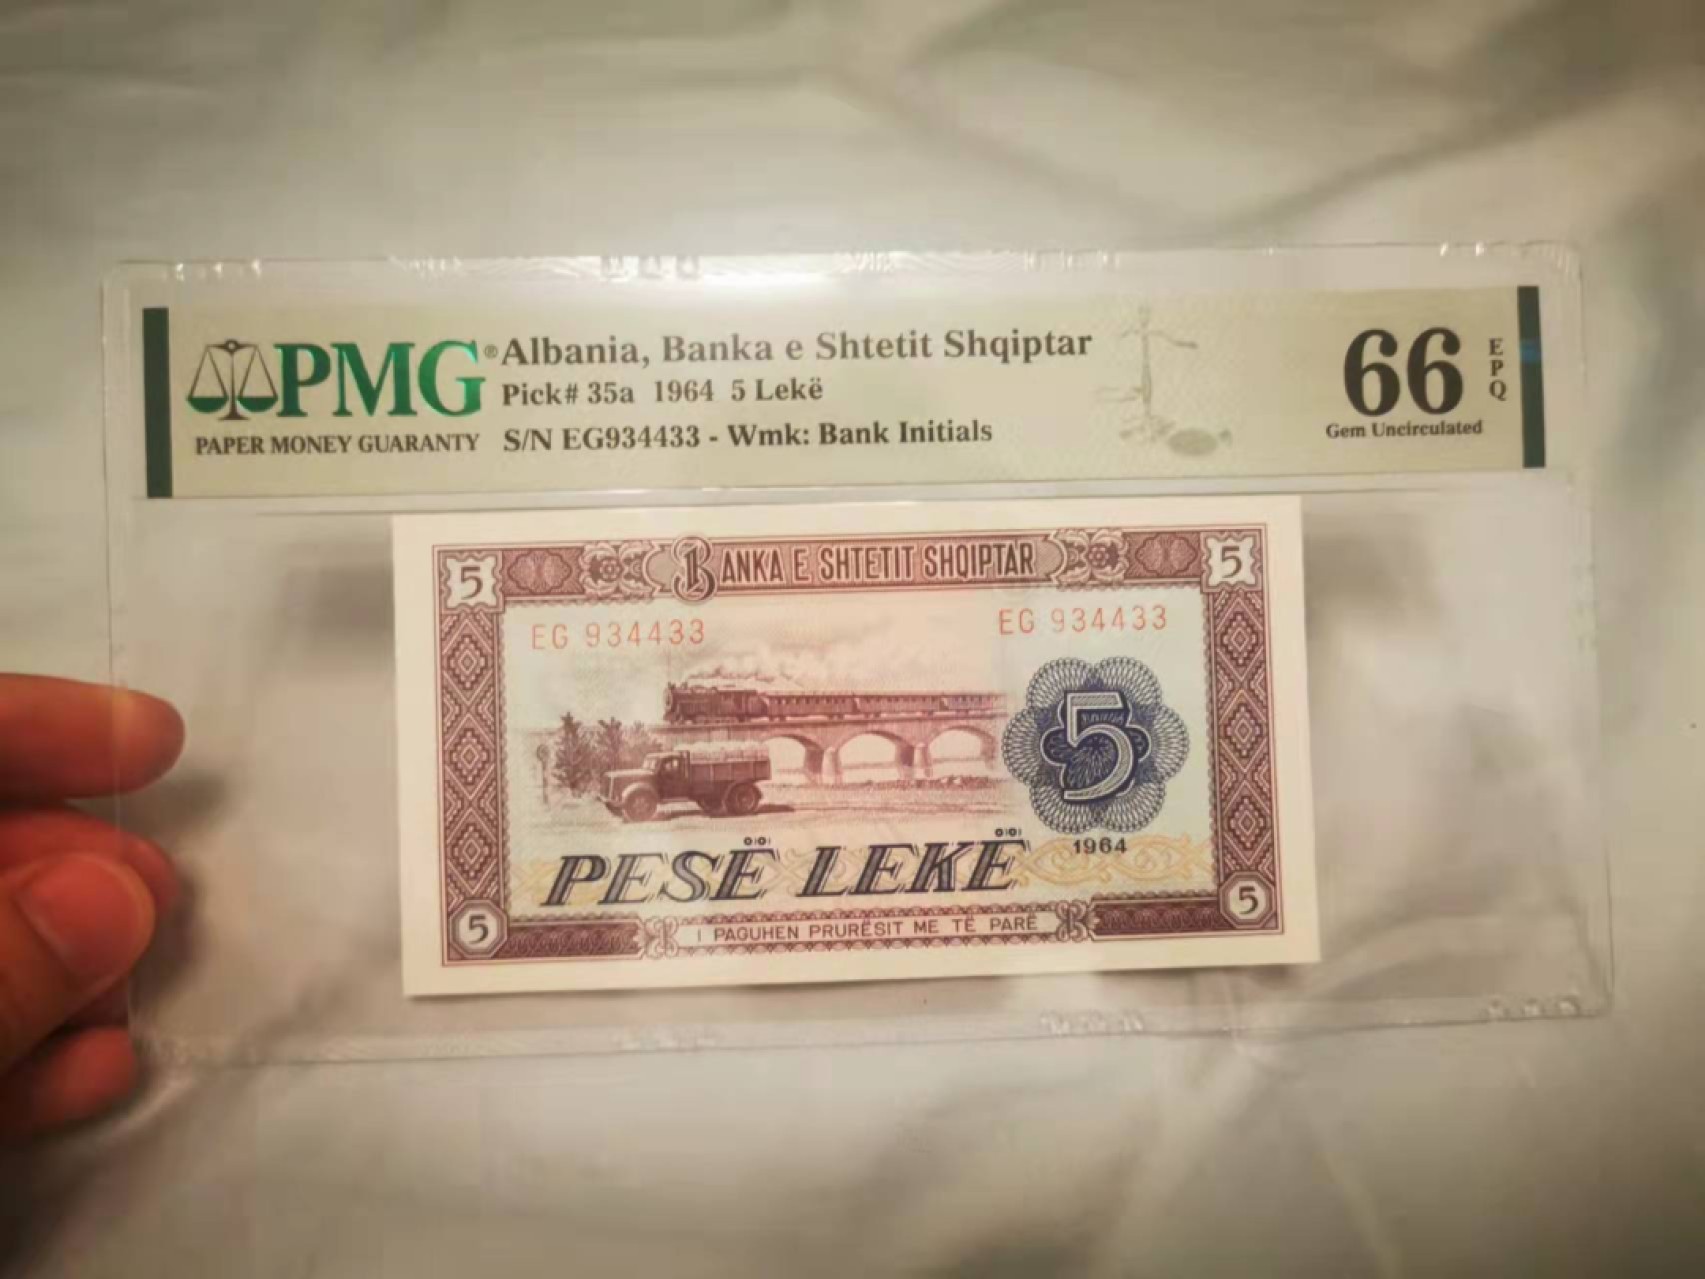 PMG®
PAPER MONEY GUARANTY
Albania, Banka e Shtetit Shqiptar
Pick# 35a 1964 5 Lekë
S/N EG934433 - Wmk: Bank Initials
66
EPQ
Gem Uncirculated
5
BANKA E SHTETIT SHQIPTAR
5
EG 934433
EG 934433
5
1964
PESË LEKË
5
I PAGUHEN PRURËSIT ME TË PARË
5